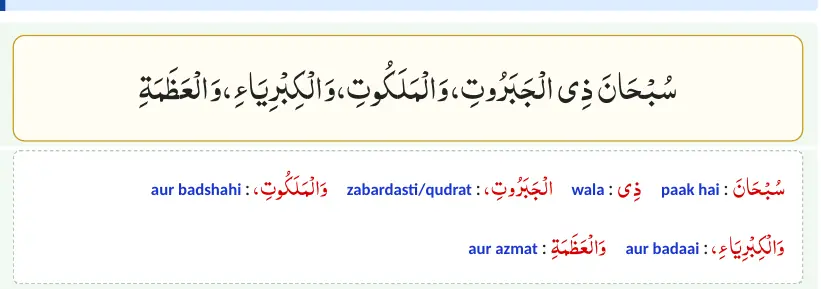 سُبْحَانَ ذِی الْجَبَرُوتِ، وَالْمَلَكُوتِ، وَالْكِبْرِيَاءِ، وَالْعَظَمَةِ
سُبْحَانَ : paak hai ذِی : wala الْجَبَرُوتِ، : zabardasti/qudrat وَالْمَلَكُوتِ، : aur badshahi
وَالْكِبْرِيَاءِ، : aur badaai وَالْعَظَمَةِ : aur azmat